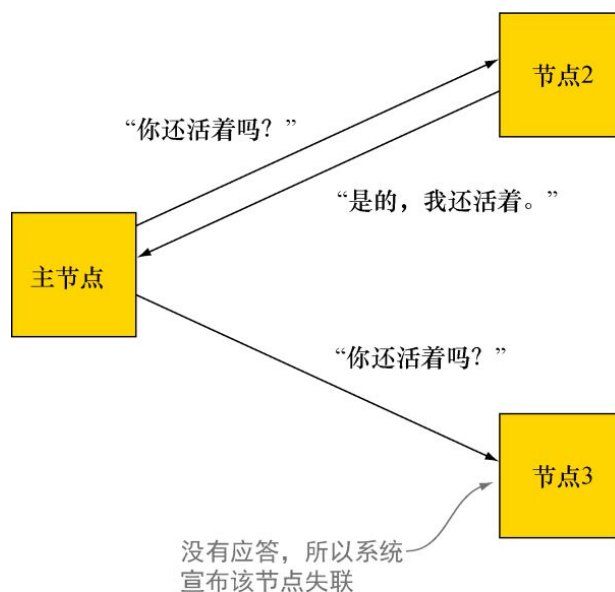 节点2
“你还活着吗？”
“是的，我还活着。”
主节点
“你还活着吗？”
节点3
没有应答，所以系统
宣布该节点失联